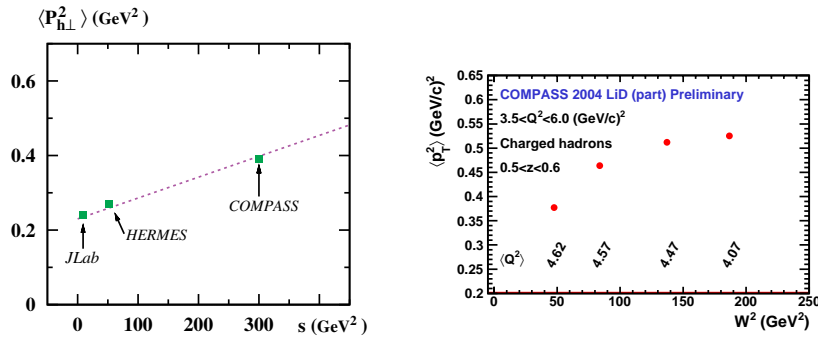 ⟨P²h⊥⟩ (GeV²)
0.6
0.4
0.2
0
JLab
HERMES
COMPASS
0 100 200 300 s (GeV²)
⟨p²T⟩ (GeV/c)²
0.65
0.6
0.55
0.5
0.45
0.4
0.35
0.3
0.25
0.2
COMPASS 2004 LiD (part) Preliminary
3.5<Q²<6.0 (GeV/c)²
Charged hadrons
0.5<z<0.6
⟨Q²⟩ 4.62 4.57 4.47 4.07
0 50 100 150 200 250
W² (GeV²)